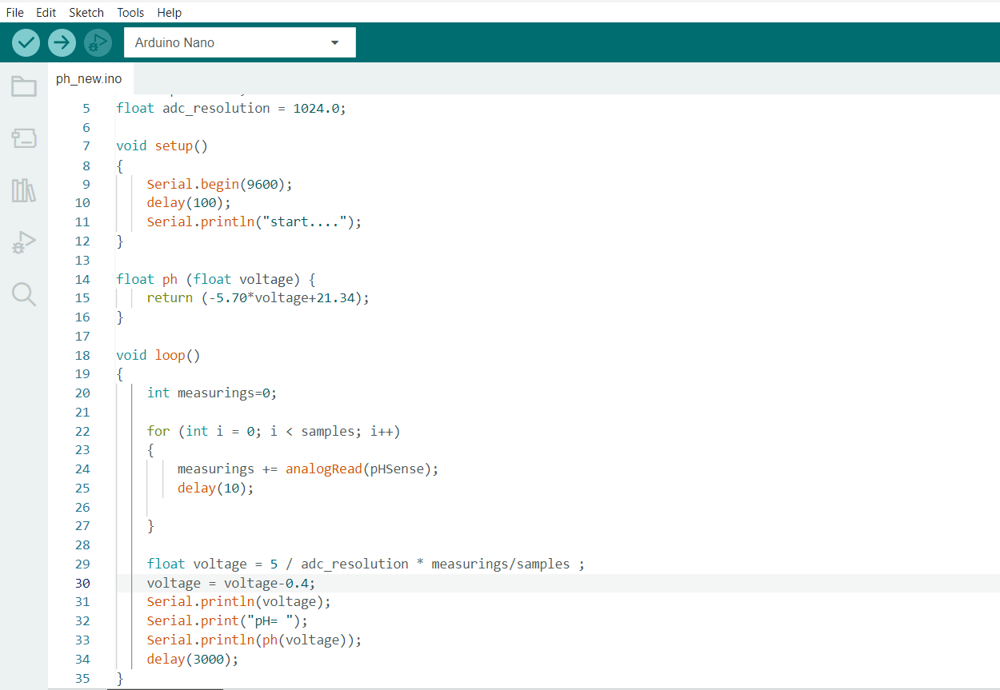 File Edit Sketch Tools Help
Arduino Nano
ph_new.ino
5 float adc_resolution = 1024.0;
6
7 void setup()
8 {
9 Serial.begin(9600);
10 delay(100);
11 Serial.println("start....");
12 }
13
14 float ph (float voltage) {
15 return (-5.70*voltage+21.34);
16 }
17
18 void loop()
19 {
20 int measurings=0;
21
22 for (int i = 0; i < samples; i++)
23 {
24 measurings += analogRead(pHSense);
25 delay(10);
26
27 }
28
29 float voltage = 5 / adc_resolution * measurings/samples ;
30 voltage = voltage-0.4;
31 Serial.println(voltage);
32 Serial.print("pH= ");
33 Serial.println(ph(voltage));
34 delay(3000);
35 }